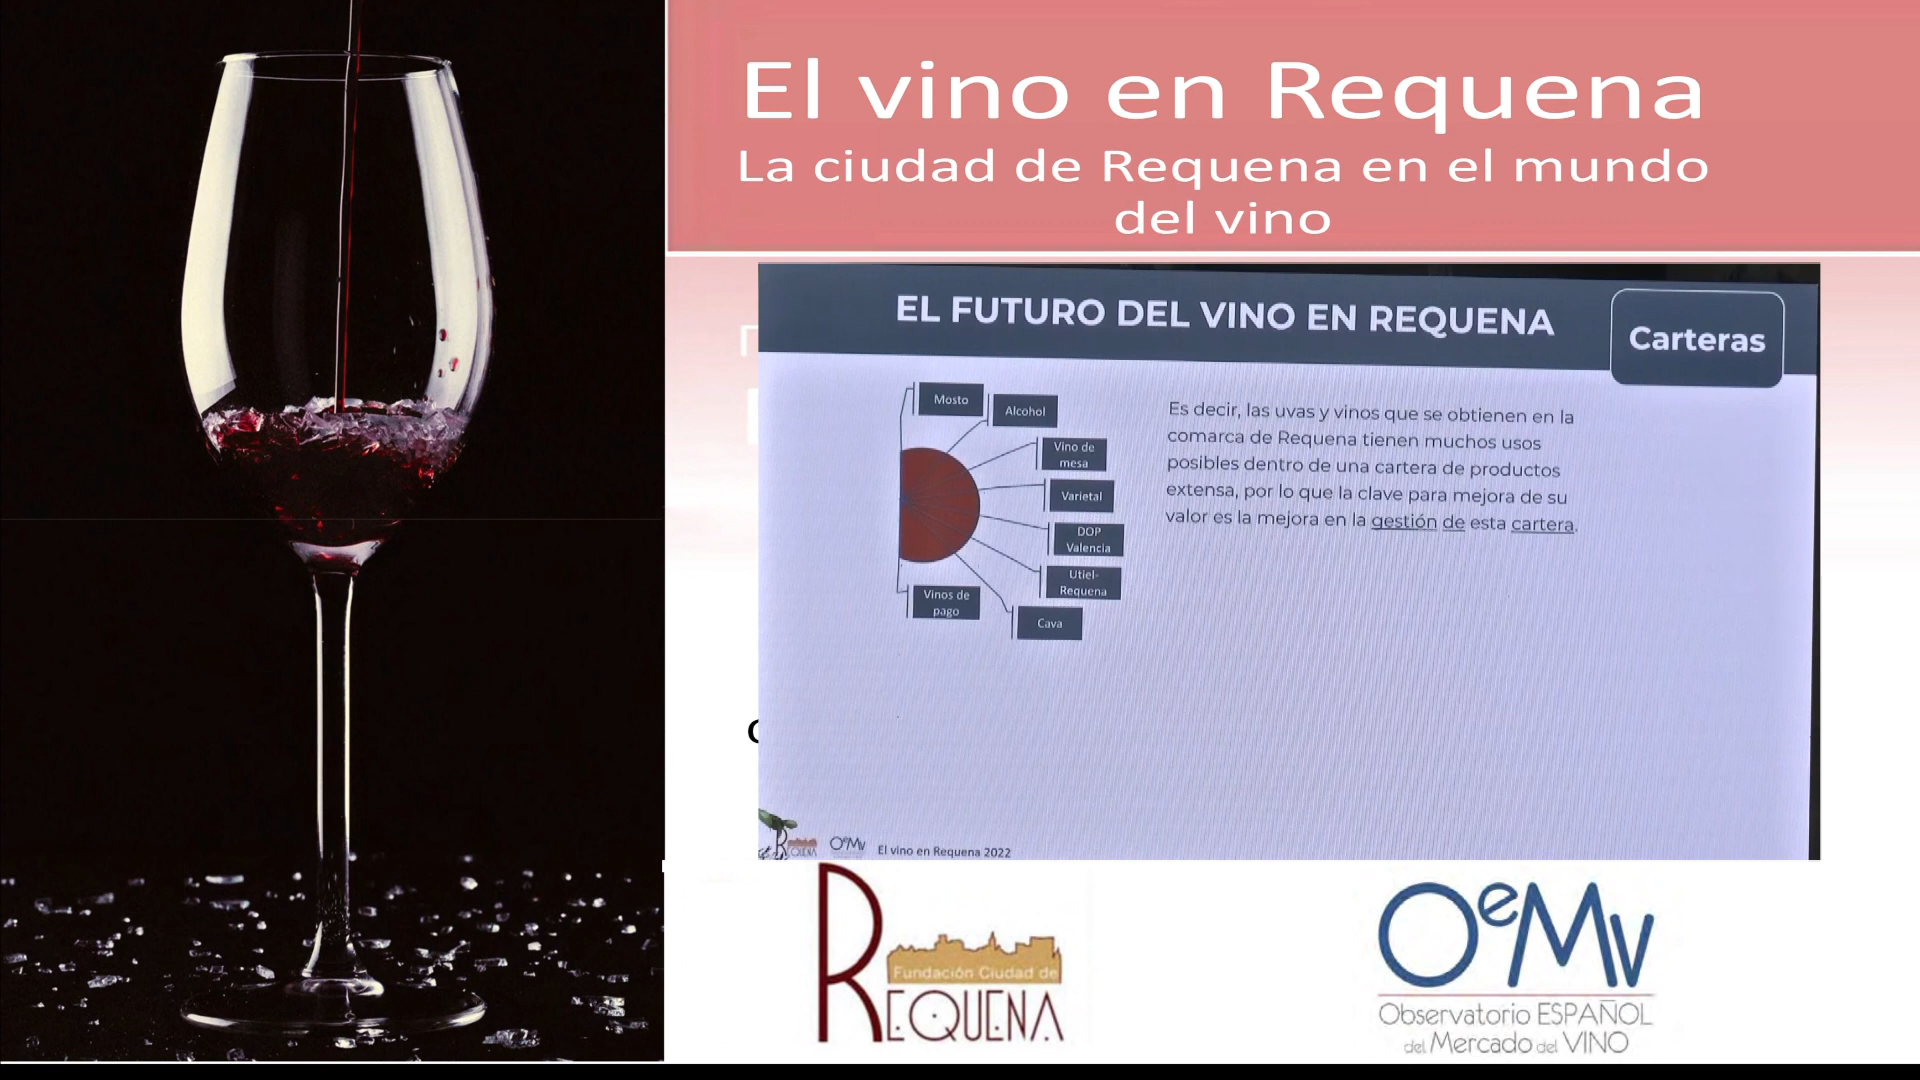 El vino en Requena
La ciudad de Requena en el mundo
del vino
EL FUTURO DEL VINO EN REQUENA
Carteras
Mosto
Alcohol
Vino de
mesa
Varietal
DOP
Valencia
Utiel-
Requena
Cava
Vinos de
pago
Es decir, las uvas y vinos que se obtienen en la
comarca de Requena tienen muchos usos
posibles dentro de una cartera de productos
extensa, por lo que la clave para mejora de su
valor es la mejora en la gestión de esta cartera.
REQUENA
OeMv
El vino en Requena 2022
Fundación Ciudad de
REQUENA
OeMv
Observatorio ESPAÑOL
del Mercado del VINO